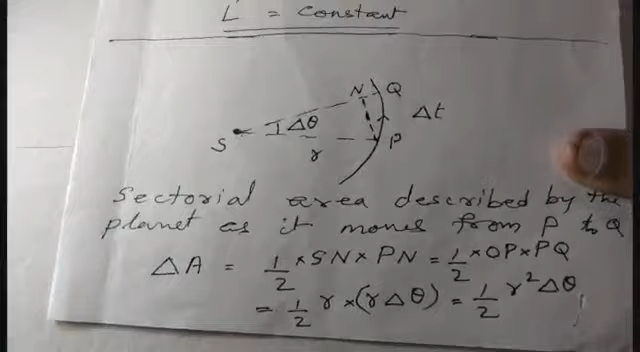 L = Constant
N Q
Δθ Δt
S r P
Sectorial area described by the
planet as it moves from P to Q
ΔA = 1/2 × SN × PN = 1/2 × OP × PQ
= 1/2 r × (rΔθ) = 1/2 r²Δθ